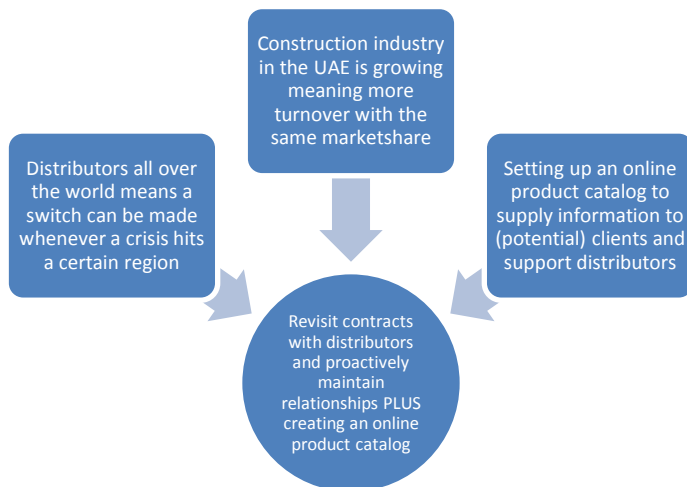 Construction industry
in the UAE is growing
meaning more
turnover with the
same marketshare
Distributors all over
the world means a
switch can be made
whenever a crisis hits
a certain region
Setting up an online
product catalog to
supply information to
(potential) clients and
support distributors
Revisit contracts
with distributors
and proactively
maintain
relationships PLUS
creating an online
product catalog